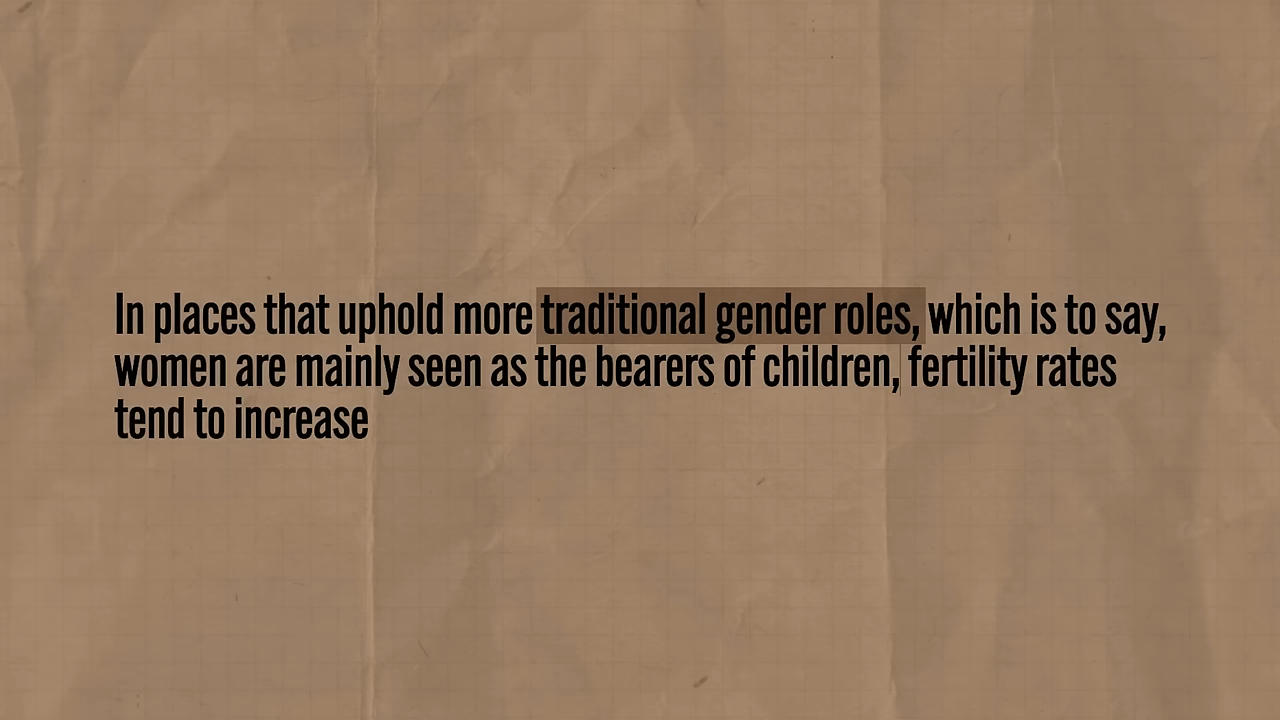 In places that uphold more traditional gender roles, which is to say,
women are mainly seen as the bearers of children, fertility rates
tend to increase